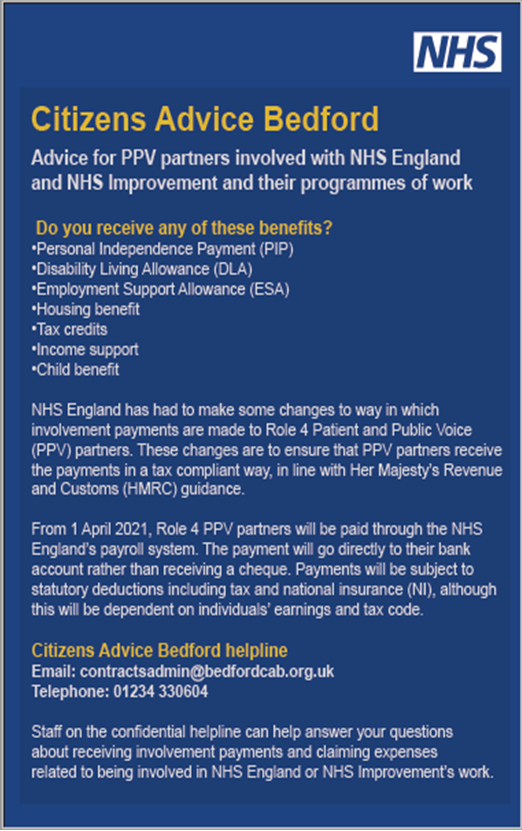 NHS
Citizens Advice Bedford
Advice for PPV partners involved with NHS England
and NHS Improvement and their programmes of work
Do you receive any of these benefits?
•Personal Independence Payment (PIP)
•Disability Living Allowance (DLA)
•Employment Support Allowance (ESA)
•Housing benefit
•Tax credits
•Income support
•Child benefit
NHS England has had to make some changes to way in which
involvement payments are made to Role 4 Patient and Public Voice
(PPV) partners. These changes are to ensure that PPV partners receive
the payments in a tax compliant way, in line with Her Majesty's Revenue
and Customs (HMRC) guidance.
From 1 April 2021, Role 4 PPV partners will be paid through the NHS
England's payroll system. The payment will go directly to their bank
account rather than receiving a cheque. Payments will be subject to
statutory deductions including tax and national insurance (NI), although
this will be dependent on individuals' earnings and tax code.
Citizens Advice Bedford helpline
Email: contractsadmin@bedfordcab.org.uk
Telephone: 01234 330604
Staff on the confidential helpline can help answer your questions
about receiving involvement payments and claiming expenses
related to being involved in NHS England or NHS Improvement's work.